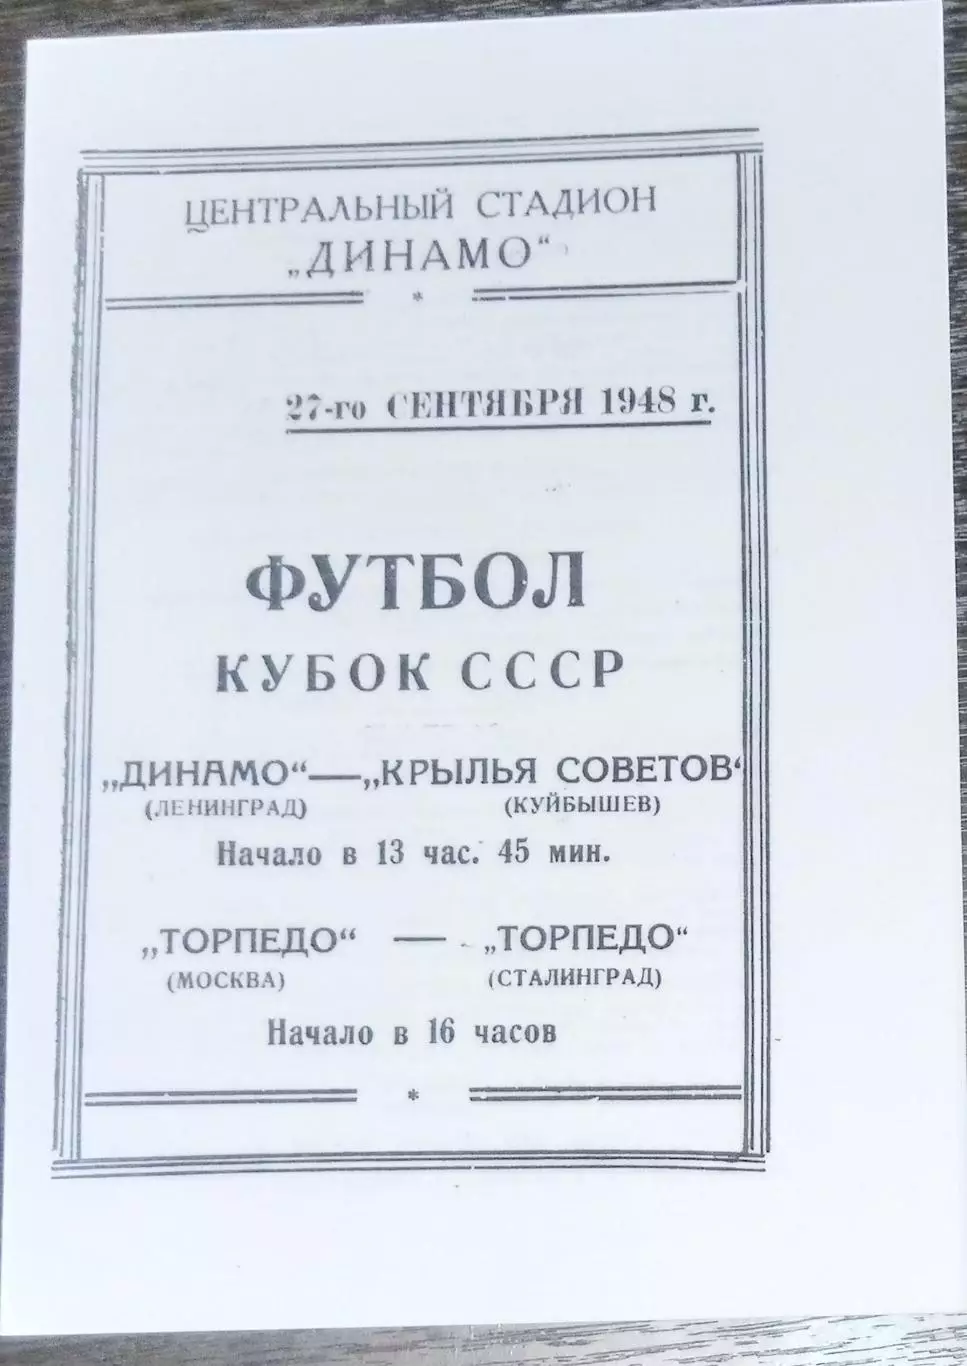 ЦЕНТРАЛЬНЫЙ СТАДИОН
„ДИНАМО“
*
27-го СЕНТЯБРЯ 1948 г.
ФУТБОЛ
КУБОК СССР
„ДИНАМО“—„КРЫЛЬЯ СОВЕТОВ“
(ЛЕНИНГРАД) (КУЙБЫШЕВ)
Начало в 13 час. 45 мин.
„ТОРПЕДО“ — „ТОРПЕДО“
(МОСКВА) (СТАЛИНГРАД)
Начало в 16 часов
*